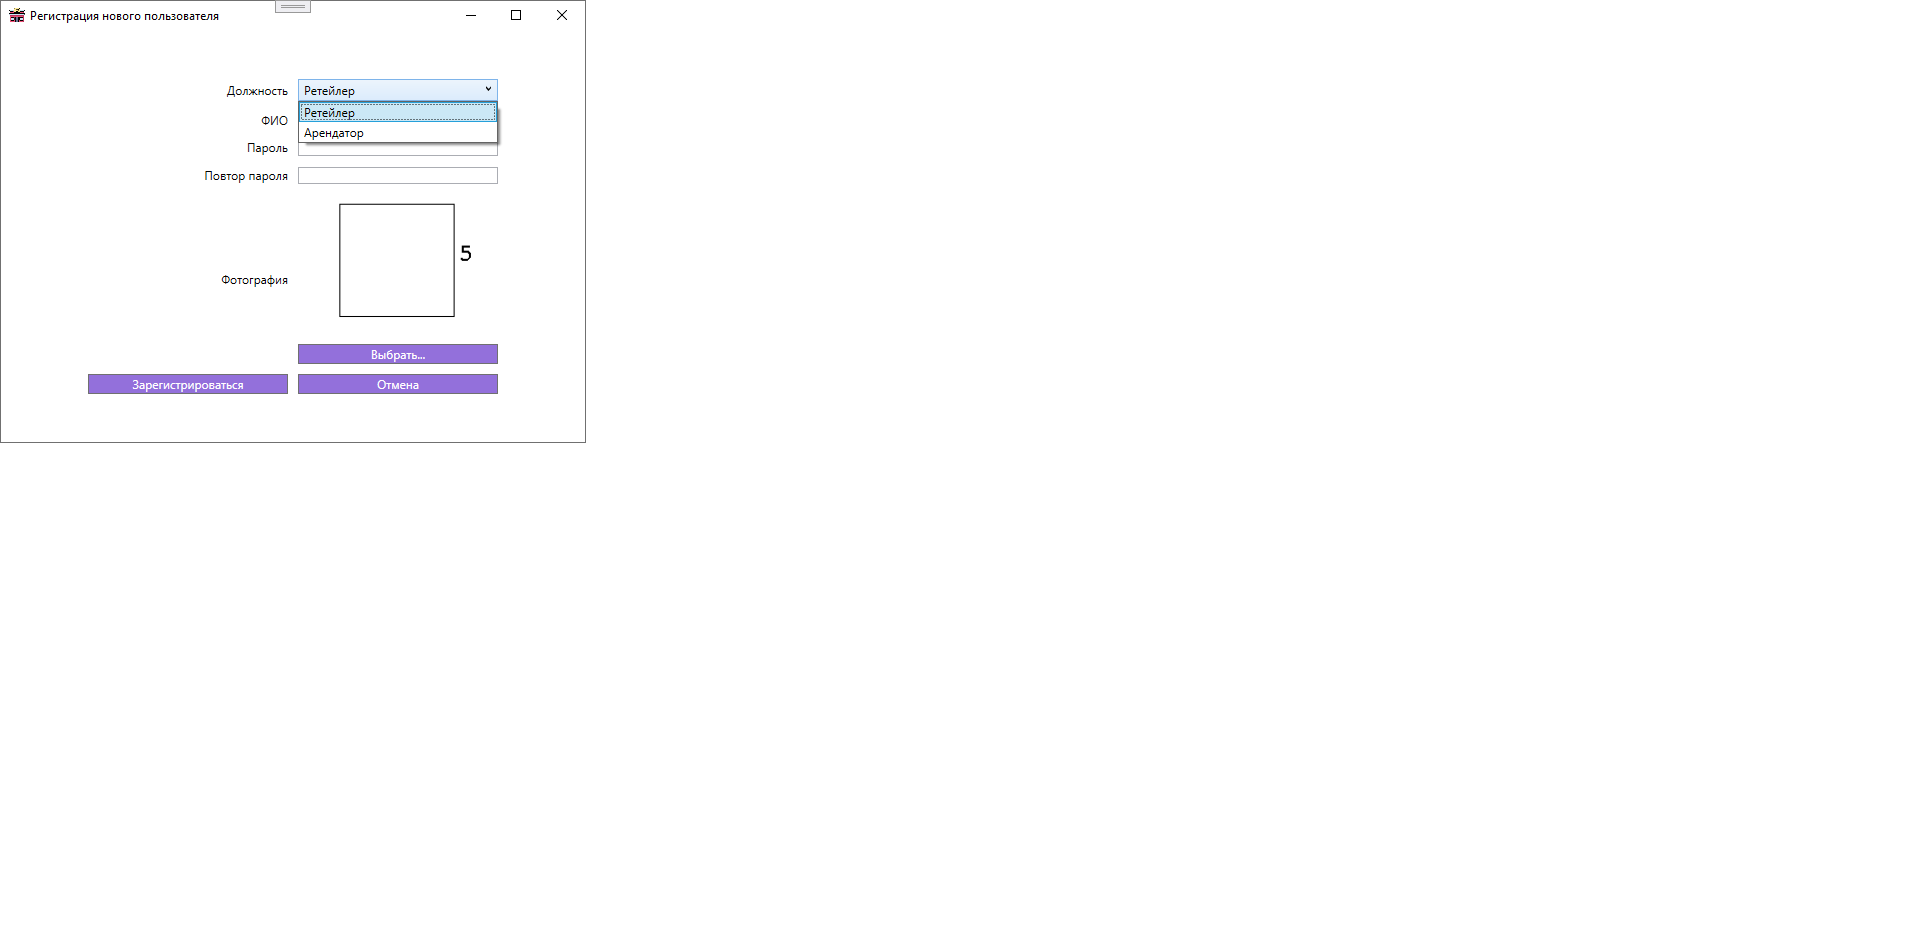 Регистрация нового пользователя
Должность Ретейлер
Ретейлер
ФИО
Арендатор
Пароль
Повтор пароля
5
Фотография
Выбрать...
Зарегистрироваться Отмена